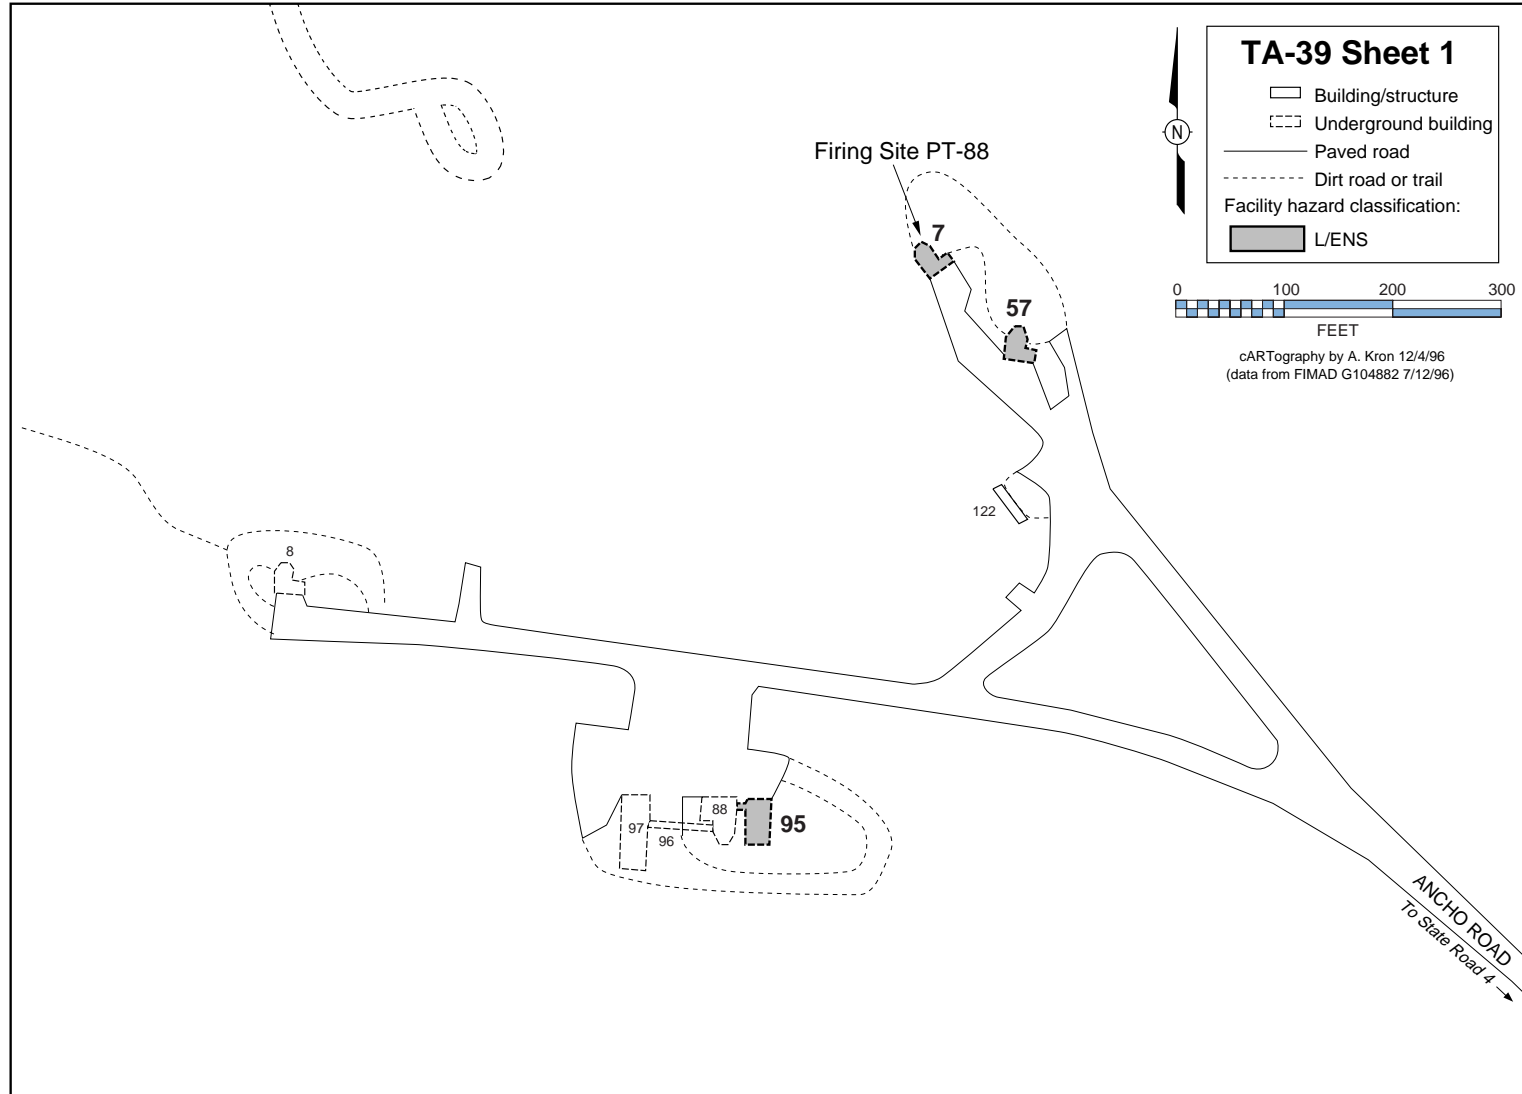 TA-39 Sheet 1
Building/structure
Underground building
Paved road
Dirt road or trail
Facility hazard classification:
L/ENS
N
0 100 200 300
FEET
cARTography by A. Kron 12/4/96
(data from FIMAD G104882 7/12/96)
Firing Site PT-88
7
57
122
8
88
95
97
96
ANCHO ROAD
To State Road 4